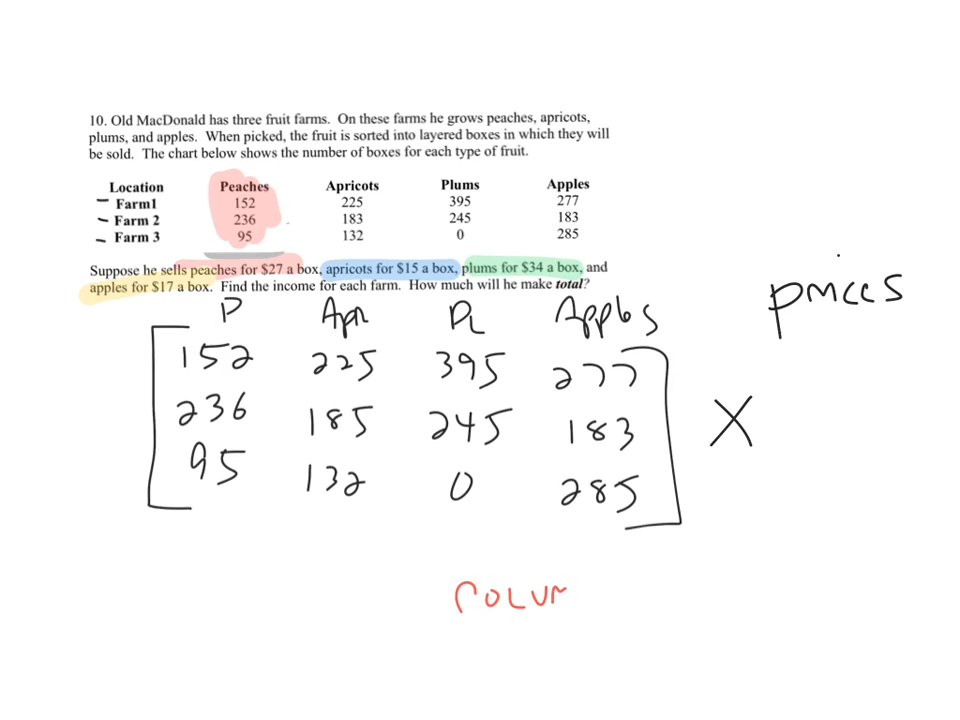 10. Old MacDonald has three fruit farms. On these farms he grows peaches, apricots,
plums, and apples. When picked, the fruit is sorted into layered boxes in which they will
be sold. The chart below shows the number of boxes for each type of fruit.
Location Peaches Apricots Plums Apples
Farm1 152 225 395 277
Farm 2 236 183 245 183
Farm 3 95 132 0 285
Suppose he sells peaches for $27 a box, apricots for $15 a box, plums for $34 a box, and
apples for $17 a box. Find the income for each farm. How much will he make total?
P Apr PL Apples prices
152 225 395 277
236 185 245 183 X
95 132 0 285
colum